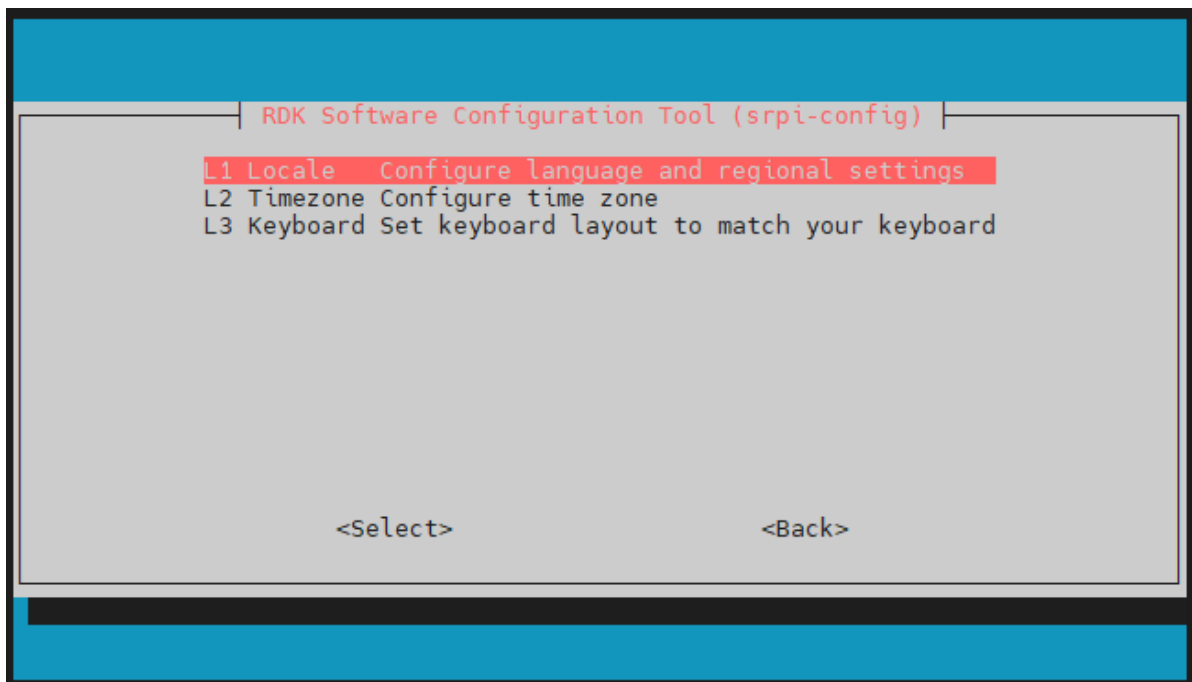 RDK Software Configuration Tool (srpi-config)
L1 Locale   Configure language and regional settings
L2 Timezone Configure time zone
L3 Keyboard Set keyboard layout to match your keyboard
<Select> <Back>